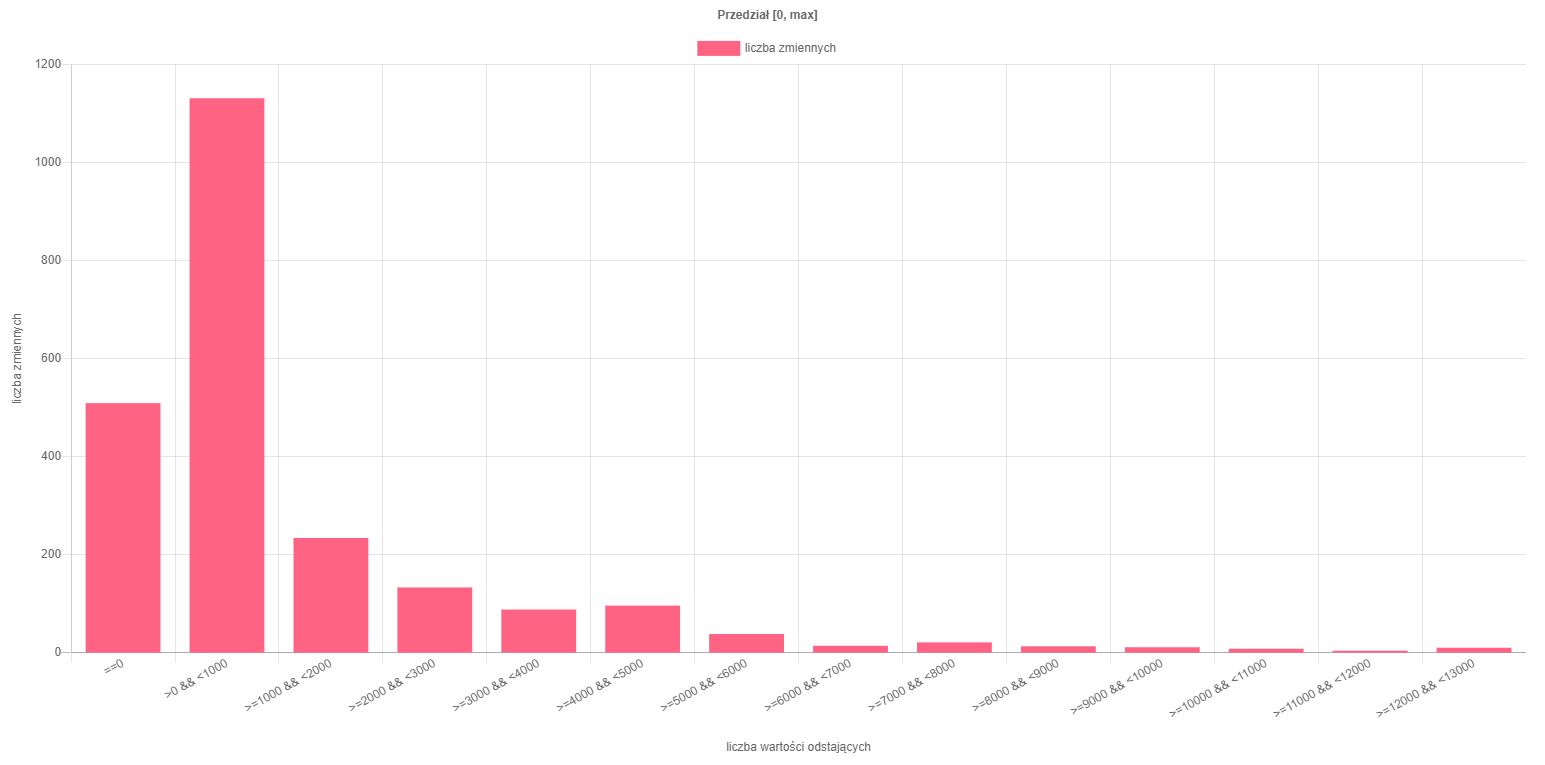 Przedział [0, max]
liczba zmiennych
1200
1000
800
600
400
200
0
liczba zmiennych
==0
>0 && <1000
>=1000 && <2000
>=2000 && <3000
>=3000 && <4000
>=4000 && <5000
>=5000 && <6000
>=6000 && <7000
>=7000 && <8000
>=8000 && <9000
>=9000 && <10000
>=10000 && <11000
>=11000 && <12000
>=12000 && <13000
liczba wartości odstających